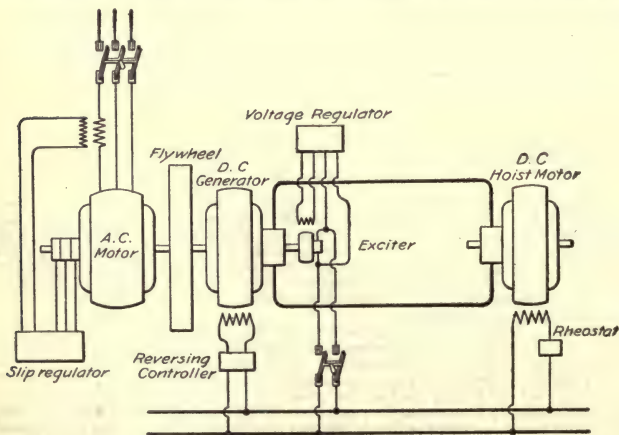 Voltage Regulator
Flywheel
D.C
Generator
D.C
Hoist Motor
A.C.
Motor
Exciter
Slip regulator
Reversing
Controller
Rheostat